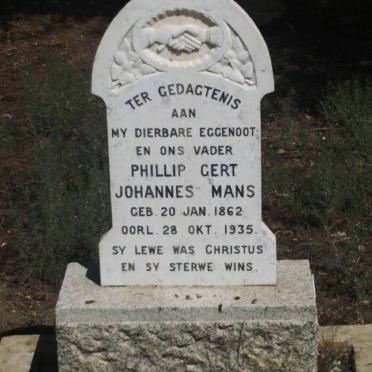 TER GEDAGTENIS
AAN
MY DIERBARE EGGENOOT
EN ONS VADER
PHILLIP GERT
JOHANNES MANS
GEB. 20 JAN. 1862
OORL. 28 OKT. 1935.
SY LEWE WAS CHRISTUS
EN SY STERWE WINS.